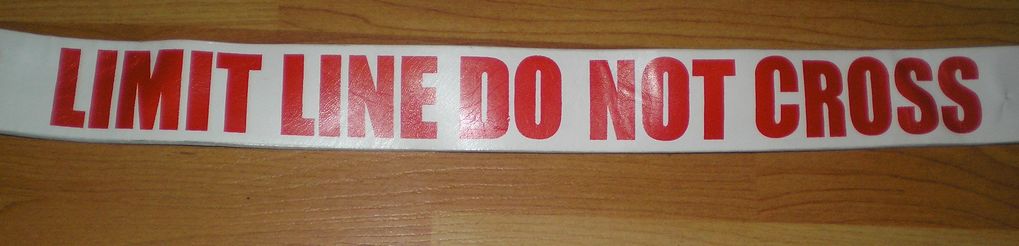 LIMIT LINE DO NOT CROSS